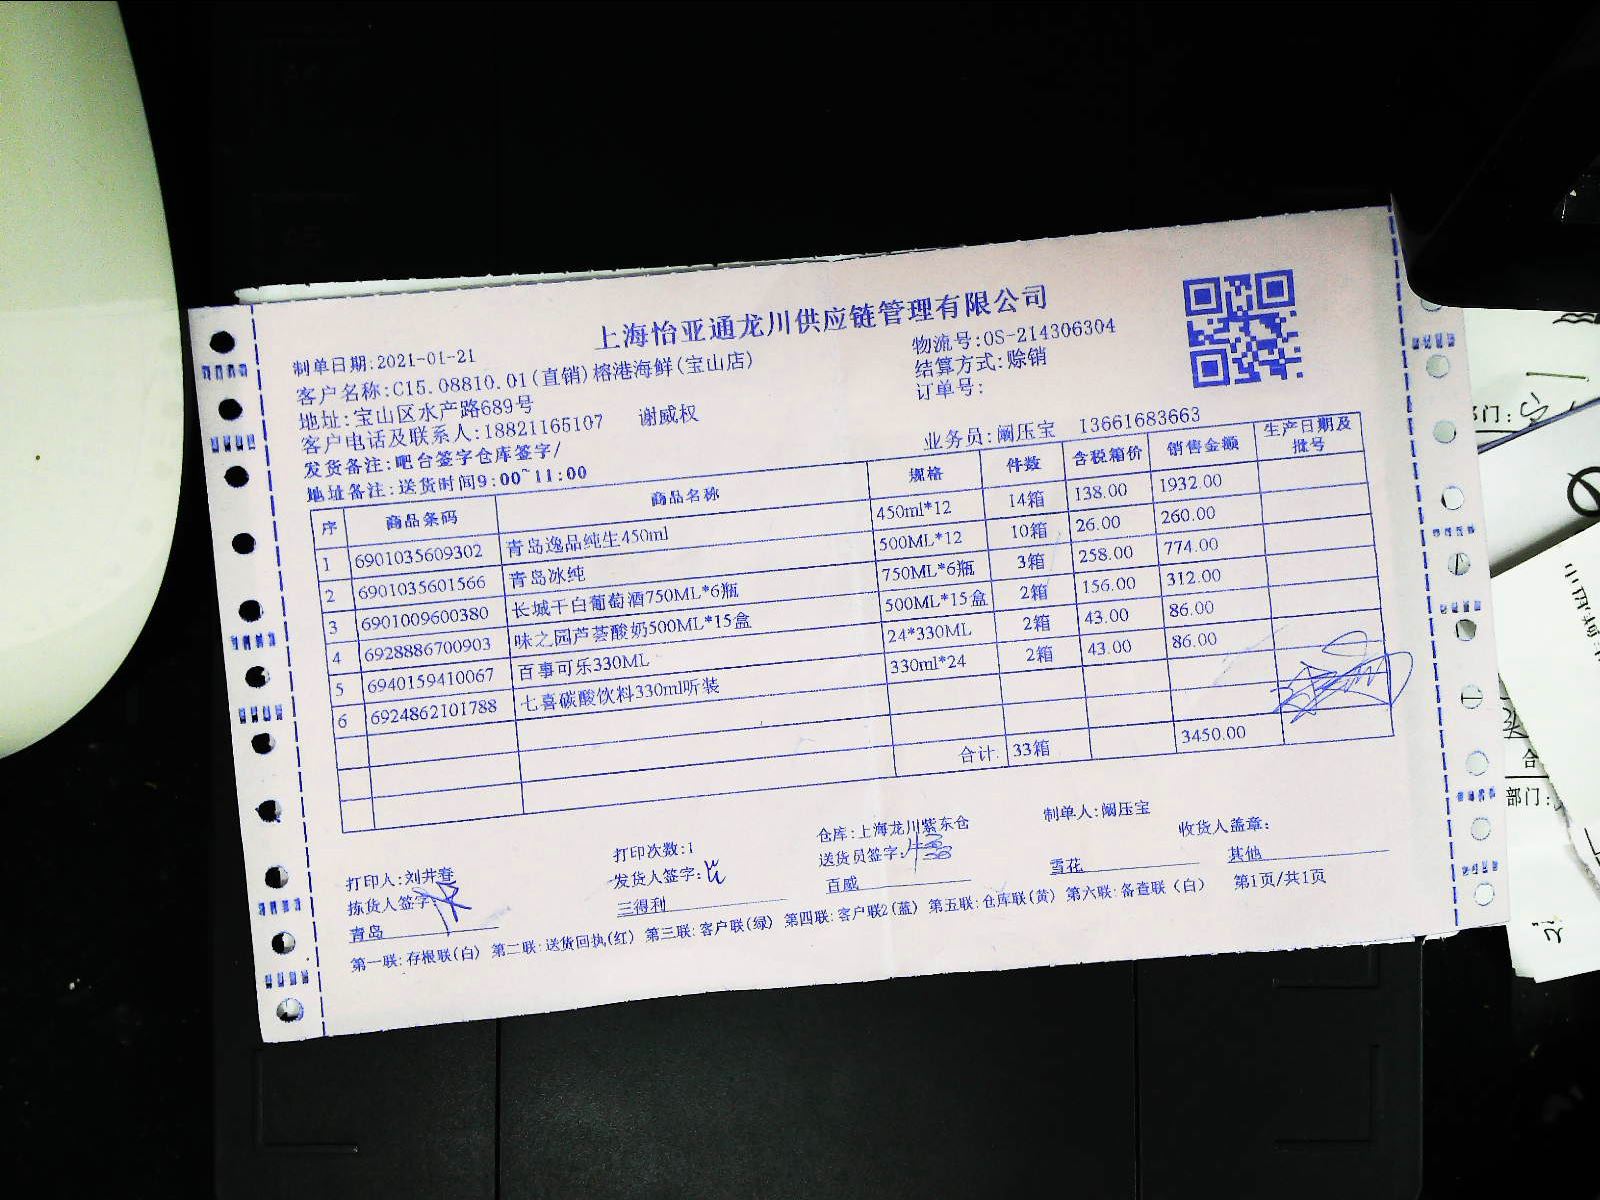 上海怡亚通龙川供应链管理有限公司
制单日期:2021-01-21
物流号:OS-214306304
客户名称:C15.08810.01(直销)榕港海鲜(宝山店)
结算方式:赊销
地址:宝山区水产路689号
订单号:
客户电话及联系人:18821165107 谢威权
发货备注:吧台签字仓库签字/
业务员:阚压宝 13661683663
地址备注:送货时间9:00~11:00
序 商品条码 商品名称 规格 件数 含税箱价 销售金额 生产日期及批号
1 6901035609302 青岛逸品纯生450ml 450ml*12 14箱 138.00 1932.00
2 6901035601566 青岛冰纯 500ML*12 10箱 26.00 260.00
3 6901009600380 长城干白葡萄酒750ML*6瓶 750ML*6瓶 3箱 258.00 774.00
4 6928886700903 味之园芦荟酸奶500ML*15盒 500ML*15盒 2箱 156.00 312.00
5 6940159410067 百事可乐330ML 24*330ML 2箱 43.00 86.00
6 6924862101788 七喜碳酸饮料330ml听装 330ml*24 2箱 43.00 86.00
合计: 33箱 3450.00
打印人:刘井春 打印次数:1 仓库:上海龙川紫东仓 制单人:阚压宝 收货人盖章:
拣货人签字: 发货人签字: 送货员签字:
青岛 三得利 百威 雪花 其他
第一联:存根联(白) 第二联:送货回执(红) 第三联:客户联(绿) 第四联:客户联2(蓝) 第五联:仓库联(黄) 第六联:备查联(白) 第1页/共1页
部门:
合
部门: